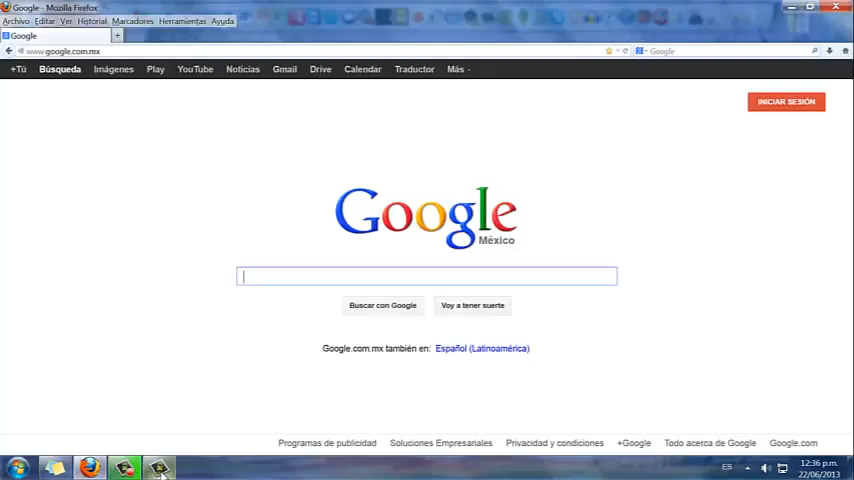 Google - Mozilla Firefox
Archivo Editar Ver Historial Marcadores Herramientas Ayuda
Google
www.google.com.mx
Google
+Tú Búsqueda Imágenes Play YouTube Noticias Gmail Drive Calendar Traductor Más
INICIAR SESIÓN
Google
México
Buscar con Google Voy a tener suerte
Google.com.mx también en: Español (Latinoamérica)
Programas de publicidad Soluciones Empresariales Privacidad y condiciones +Google Todo acerca de Google Google.com
ES
12:36 p.m.
22/06/2013